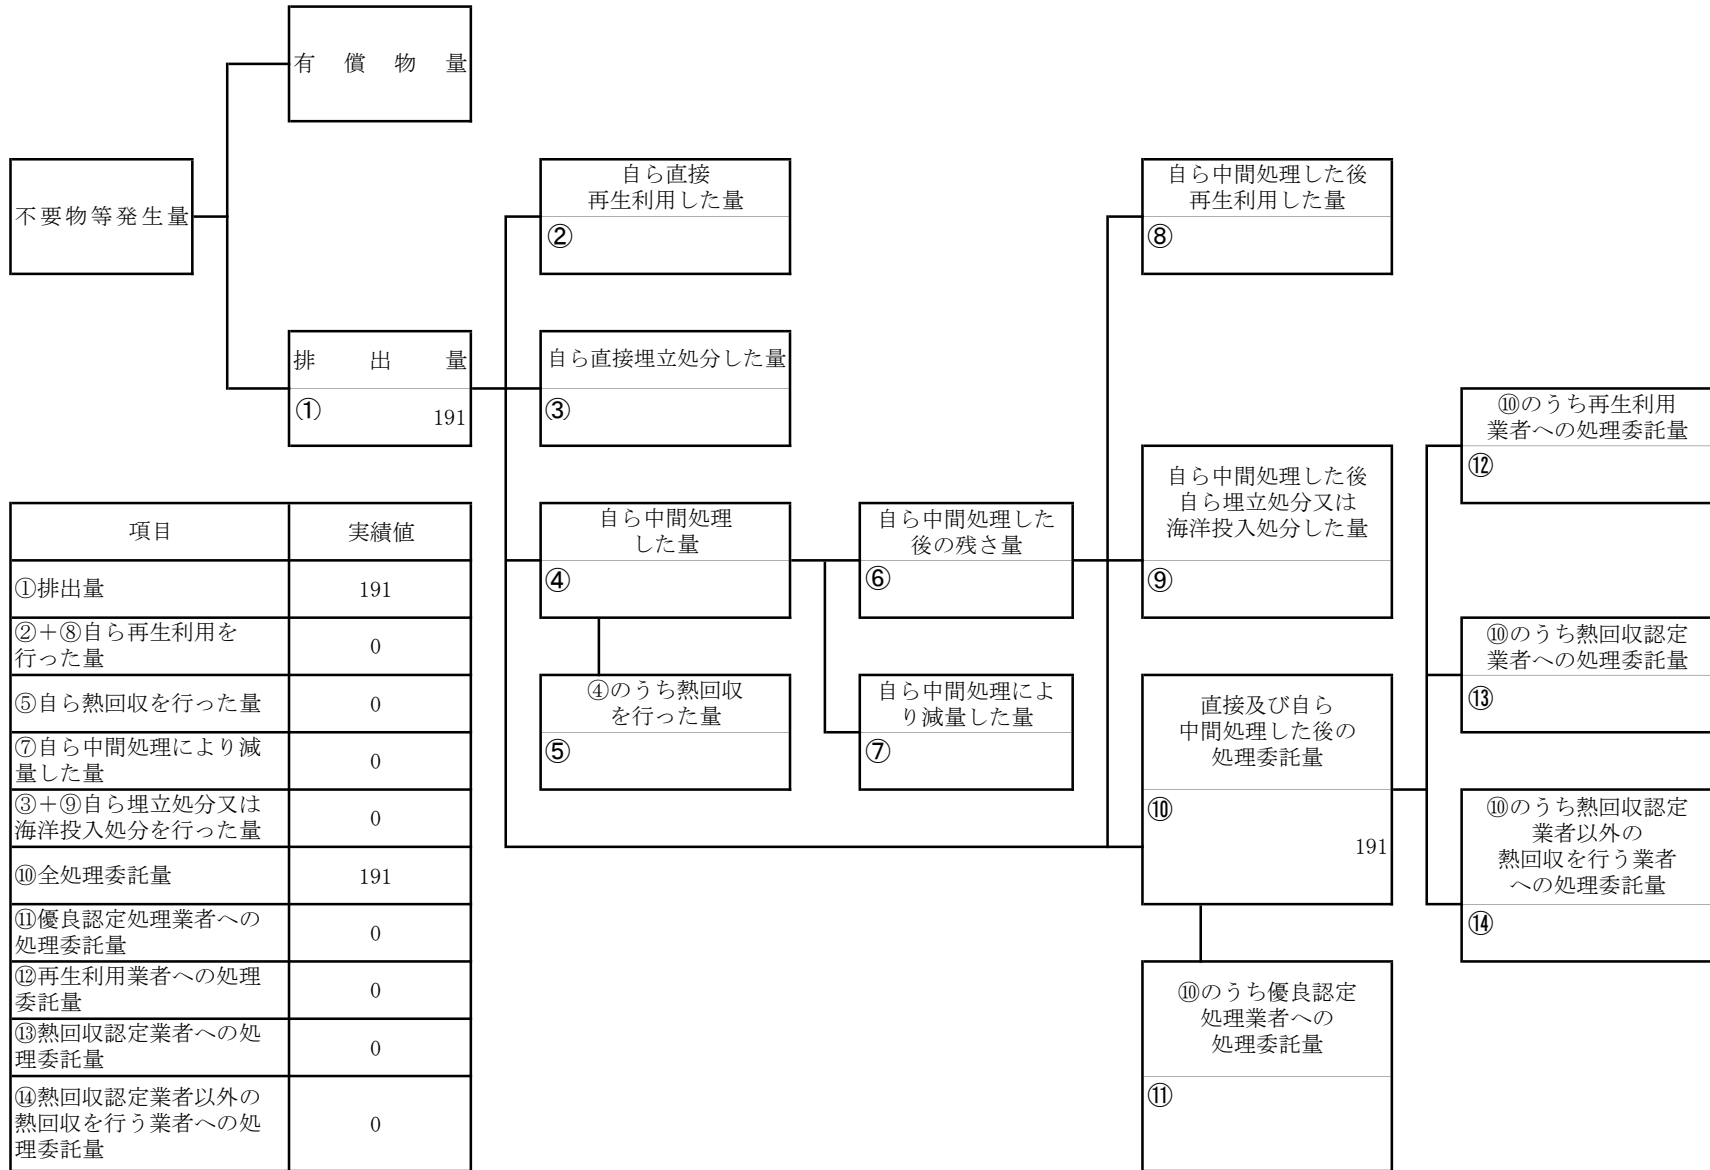 有償物量
不要物等発生量
排出量
①
191
自ら直接
再生利用した量
②
自ら直接埋立処分した量
③
自ら中間処理
した量
④
④のうち熱回収
を行った量
⑤
自ら中間処理した
後の残さ量
⑥
自ら中間処理によ
り減量した量
⑦
自ら中間処理した後
再生利用した量
⑧
自ら中間処理した後
自ら埋立処分又は
海洋投入処分した量
⑨
直接及び自ら
中間処理した後の
処理委託量
⑩
191
⑩のうち優良認定
処理業者への
処理委託量
⑪
⑩のうち再生利用
業者への処理委託量
⑫
⑩のうち熱回収認定
業者への処理委託量
⑬
⑩のうち熱回収認定
業者以外の
熱回収を行う業者
への処理委託量
⑭
項目 実績値
①排出量 191
②+⑧自ら再生利用を
行った量 0
⑤自ら熱回収を行った量 0
⑦自ら中間処理により減
量した量 0
③+⑨自ら埋立処分又は
海洋投入処分を行った量 0
⑩全処理委託量 191
⑪優良認定処理業者への
処理委託量 0
⑫再生利用業者への処理
委託量 0
⑬熱回収認定業者への処
理委託量 0
⑭熱回収認定業者以外の
熱回収を行う業者への処
理委託量 0